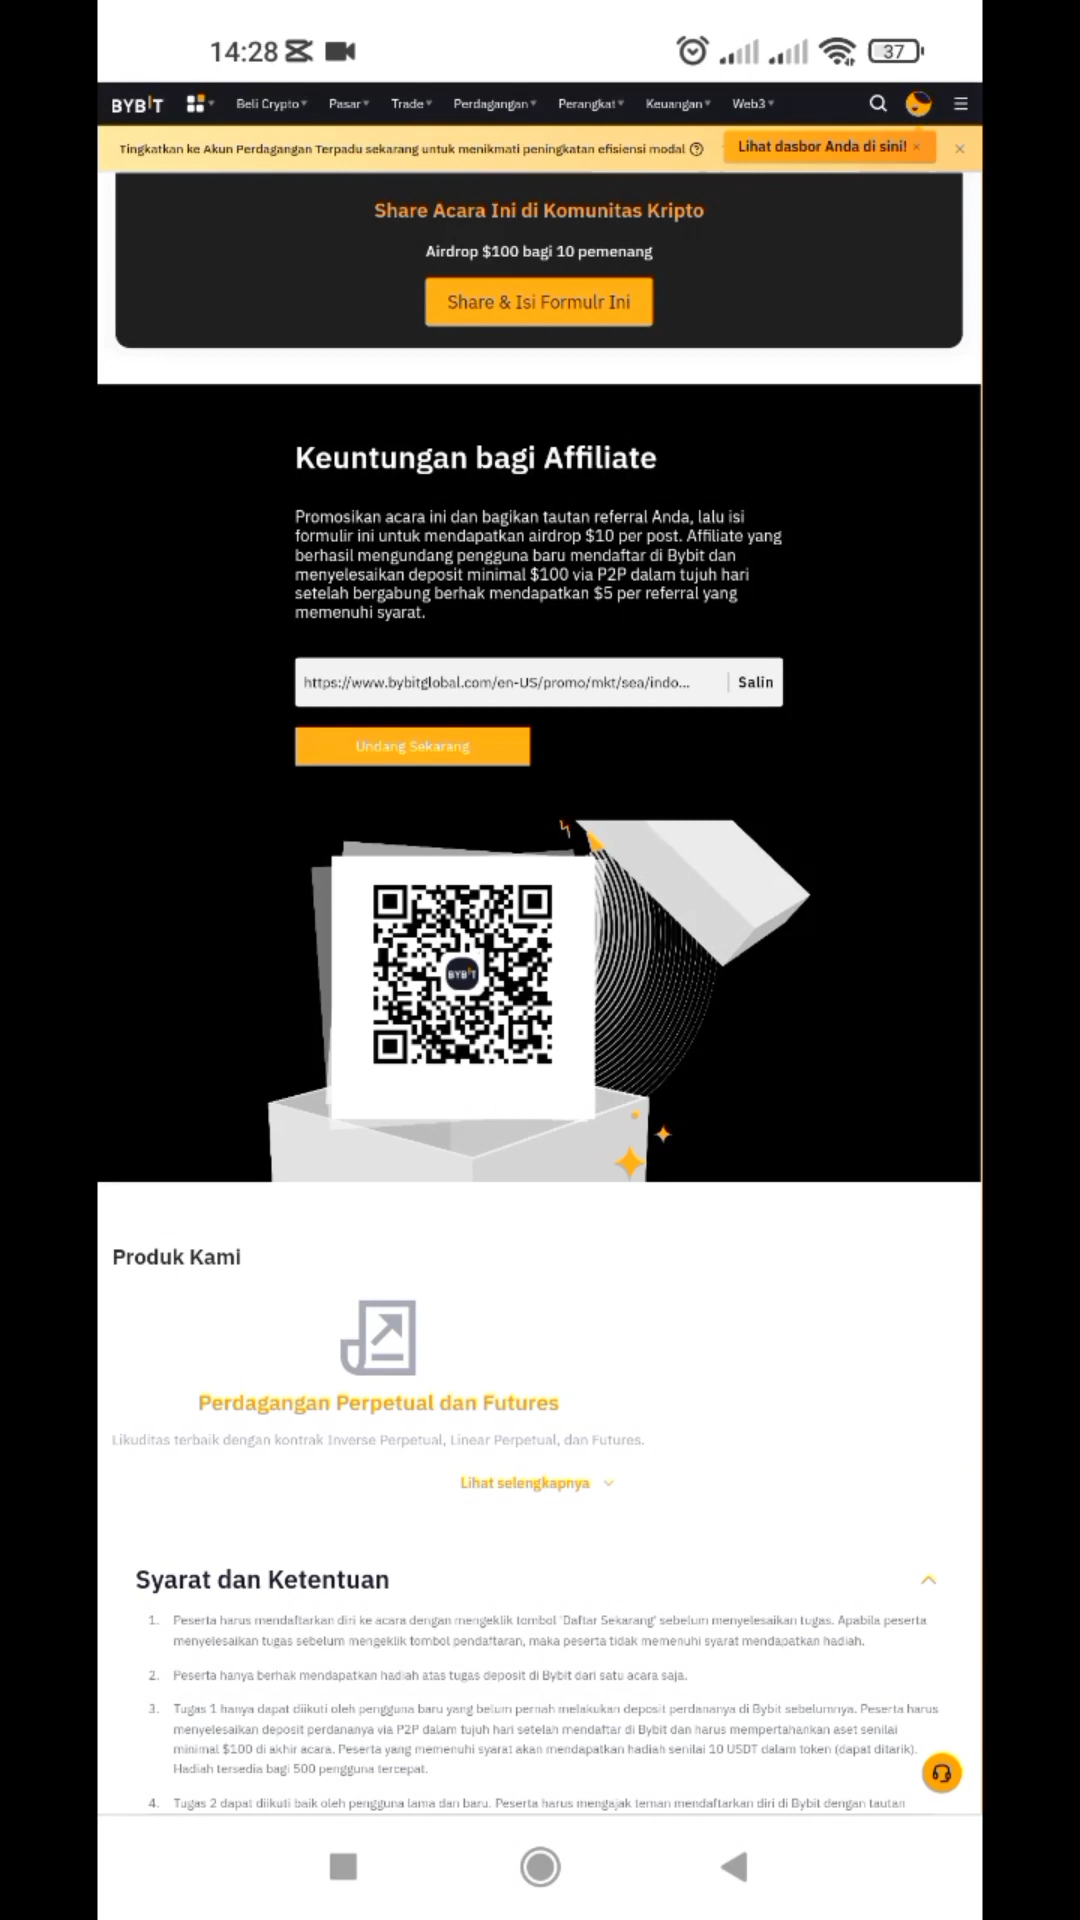 14:28
37
BYBIT
Beli Crypto
Pasar
Trade
Perdagangan
Perangkat
Keuangan
Web3
Tingkatkan ke Akun Perdagangan Terpadu sekarang untuk menikmati peningkatan efisiensi modal
Lihat dasbor Anda di sini!
Share Acara Ini di Komunitas Kripto
Airdrop $100 bagi 10 pemenang
Share & Isi Formulr Ini
Keuntungan bagi Affiliate
Promosikan acara ini dan bagikan tautan referral Anda, lalu isi
formulir ini untuk mendapatkan airdrop $10 per post. Affiliate yang
berhasil mengundang pengguna baru mendaftar di Bybit dan
menyelesaikan deposit minimal $100 via P2P dalam tujuh hari
setelah bergabung berhak mendapatkan $5 per referral yang
memenuhi syarat.
https://www.bybitglobal.com/en-US/promo/mkt/sea/indo...
Salin
Undang Sekarang
BYBIT
Produk Kami
Perdagangan Perpetual dan Futures
Likuditas terbaik dengan kontrak Inverse Perpetual, Linear Perpetual, dan Futures.
Lihat selengkapnya
Syarat dan Ketentuan
1. Peserta harus mendaftarkan diri ke acara dengan mengeklik tombol 'Daftar Sekarang' sebelum menyelesaikan tugas. Apabila peserta
menyelesaikan tugas sebelum mengeklik tombol pendaftaran, maka peserta tidak memenuhi syarat mendapatkan hadiah.
2. Peserta hanya berhak mendapatkan hadiah atas tugas deposit di Bybit dari satu acara saja.
3. Tugas 1 hanya dapat diikuti oleh pengguna baru yang belum pernah melakukan deposit perdananya di Bybit sebelumnya. Peserta harus
menyelesaikan deposit perdananya via P2P dalam tujuh hari setelah mendaftar di Bybit dan harus mempertahankan aset senilai
minimal $100 di akhir acara. Peserta yang memenuhi syarat akan mendapatkan hadiah senilai 10 USDT dalam token (dapat ditarik).
Hadiah tersedia bagi 500 pengguna tercepat.
4. Tugas 2 dapat diikuti baik oleh pengguna lama dan baru. Peserta harus mengajak teman mendaftarkan diri di Bybit dengan tautan